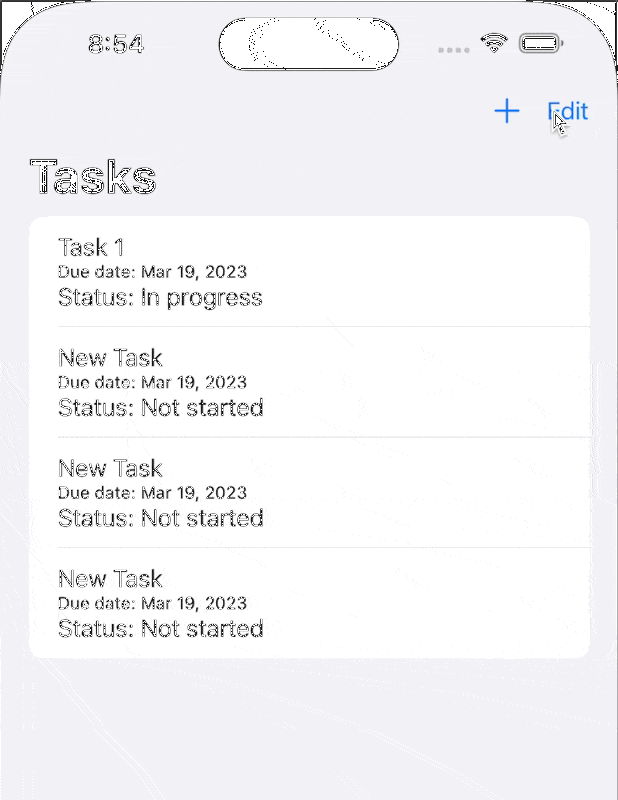 8:54
+ Edit
Tasks
Task 1
Due date: Mar 19, 2023
Status: In progress
New Task
Due date: Mar 19, 2023
Status: Not started
New Task
Due date: Mar 19, 2023
Status: Not started
New Task
Due date: Mar 19, 2023
Status: Not started